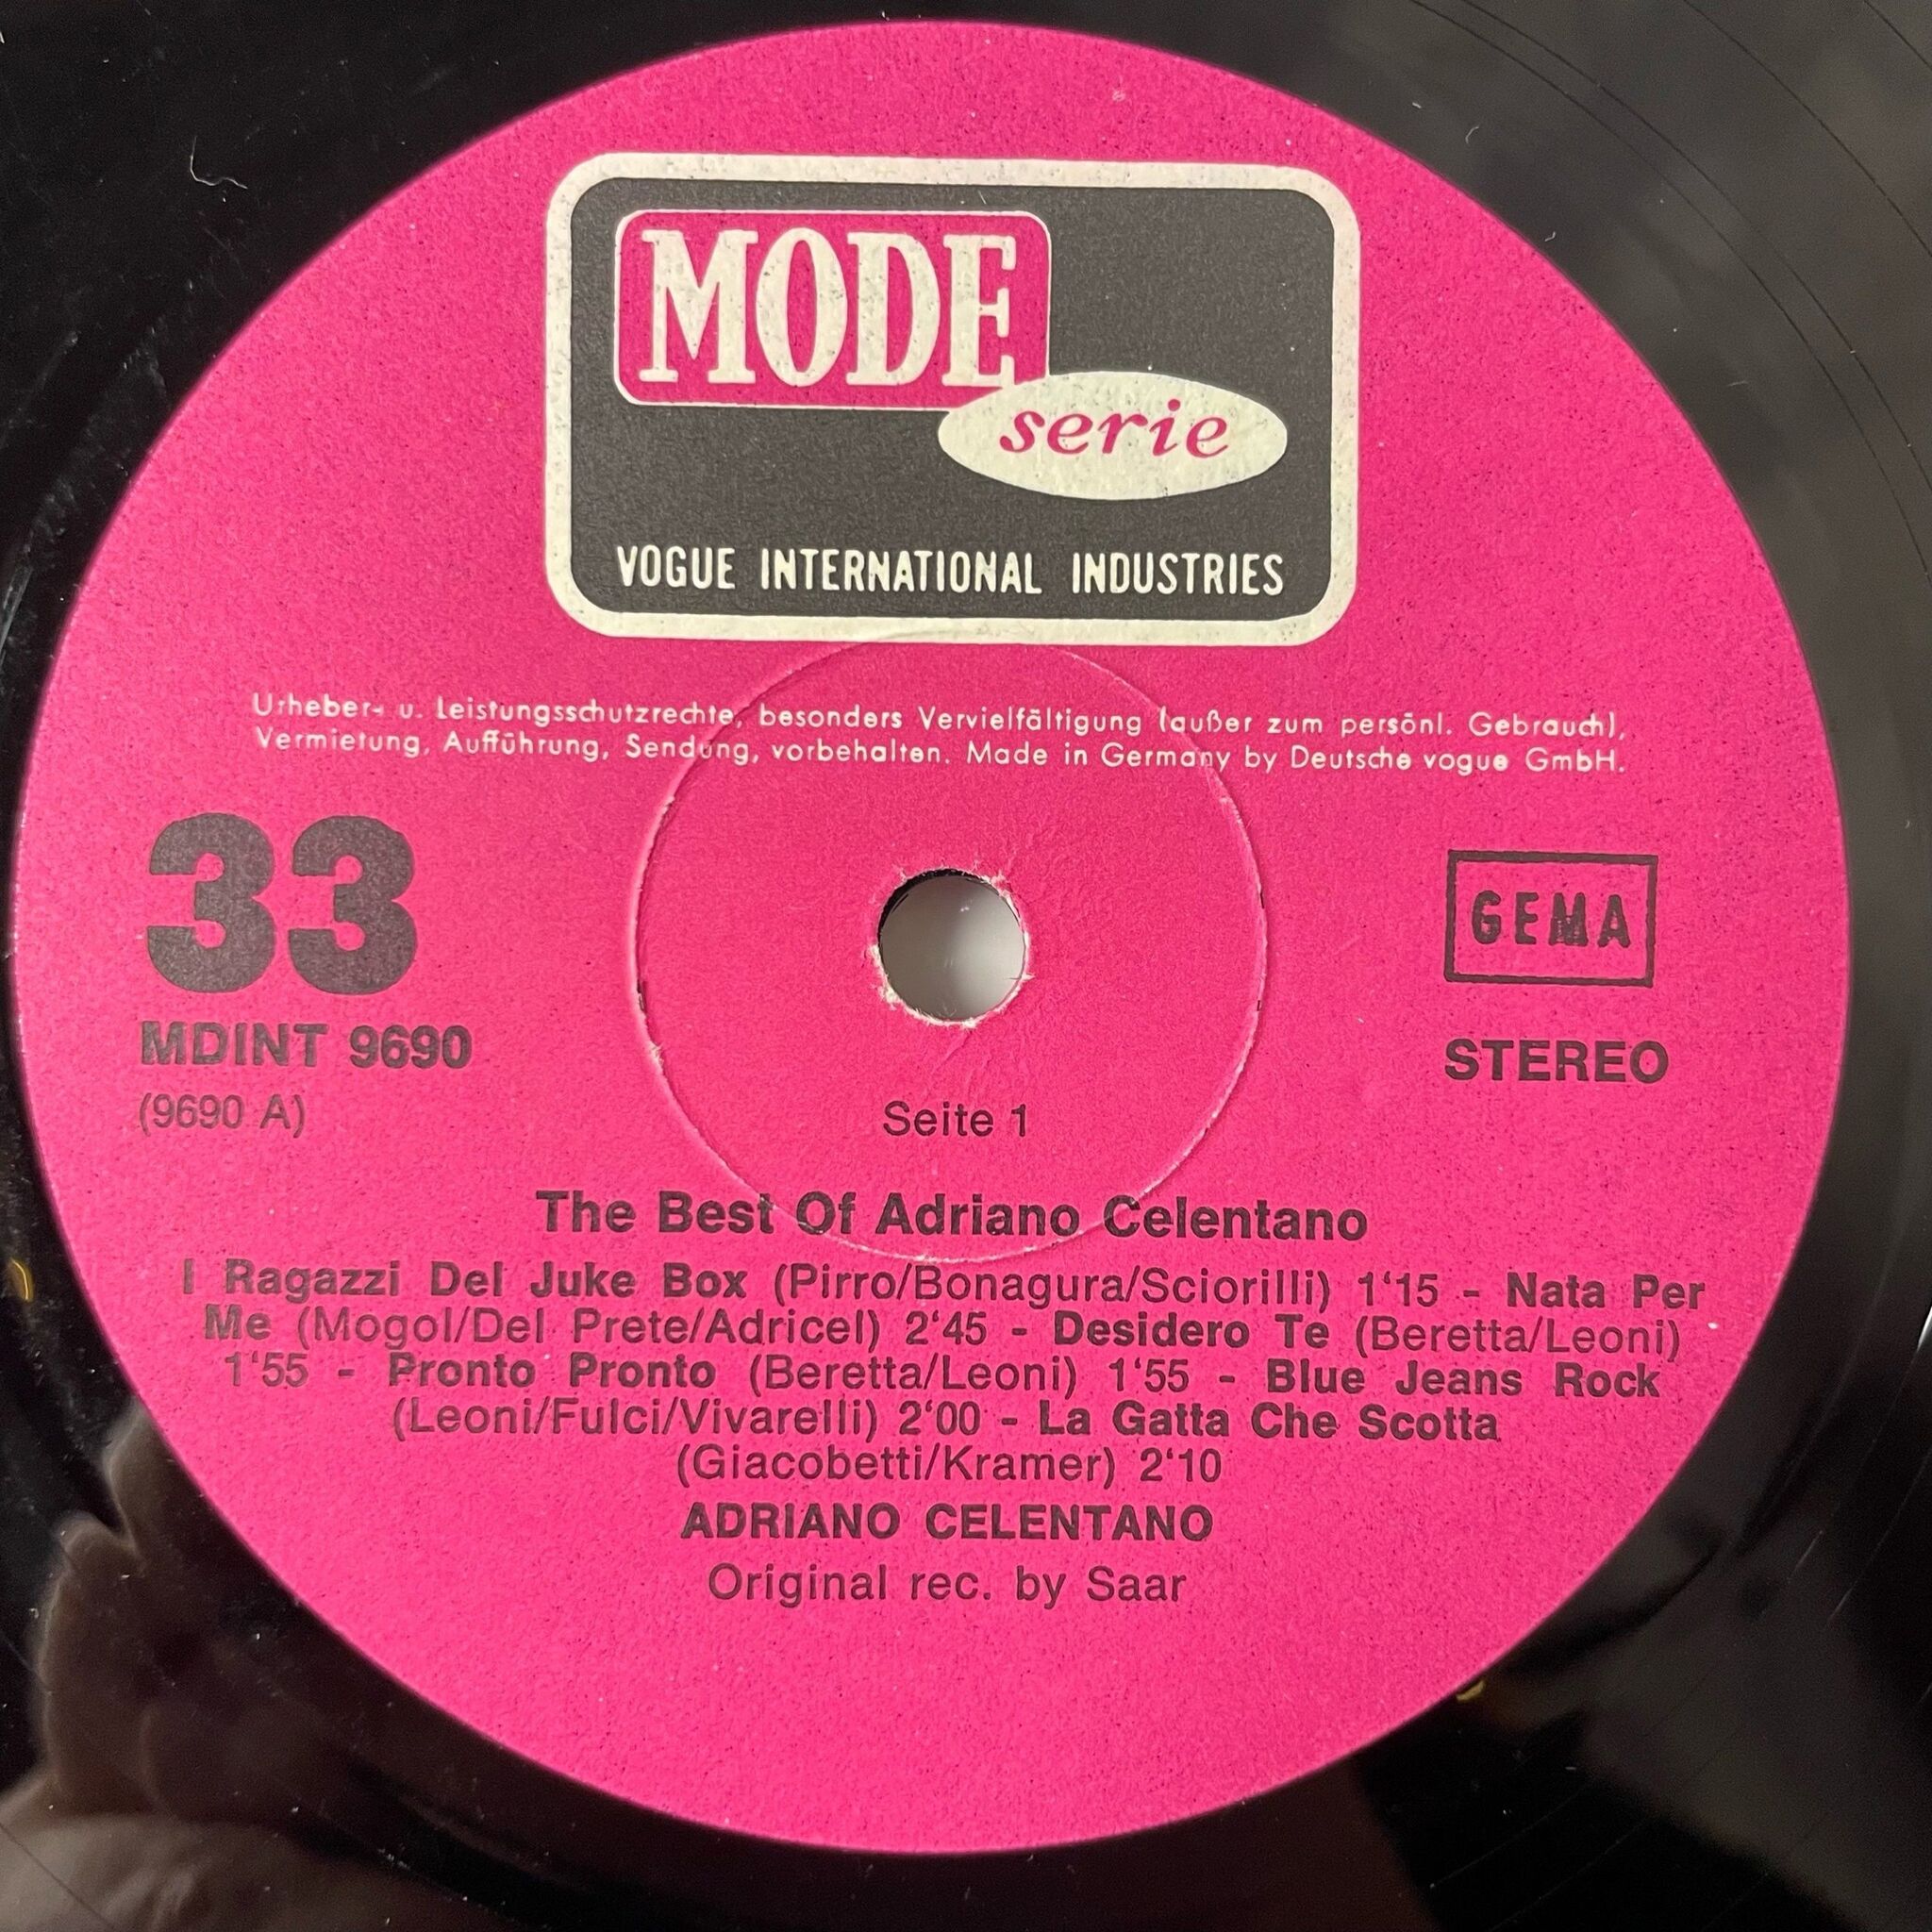 MODE
serie
VOGUE INTERNATIONAL INDUSTRIES
Urheber- u. Leistungsschutzrechte, besonders Vervielfältigung (außer zum persönl. Gebrauch),
Vermietung, Aufführung, Sendung, vorbehalten. Made in Germany by Deutsche vogue GmbH.
33
GEMA
MDINT 9690
STEREO
(9690 A)
Seite 1
The Best Of Adriano Celentano
I Ragazzi Del Juke Box (Pirro/Bonagura/Sciorilli) 1‘15 - Nata Per
Me (Mogol/Del Prete/Adricel) 2‘45 - Desidero Te (Beretta/Leoni)
1‘55 - Pronto Pronto (Beretta/Leoni) 1‘55 - Blue Jeans Rock
(Leoni/Fulci/Vivarelli) 2‘00 - La Gatta Che Scotta
(Giacobetti/Kramer) 2‘10
ADRIANO CELENTANO
Original rec. by Saar